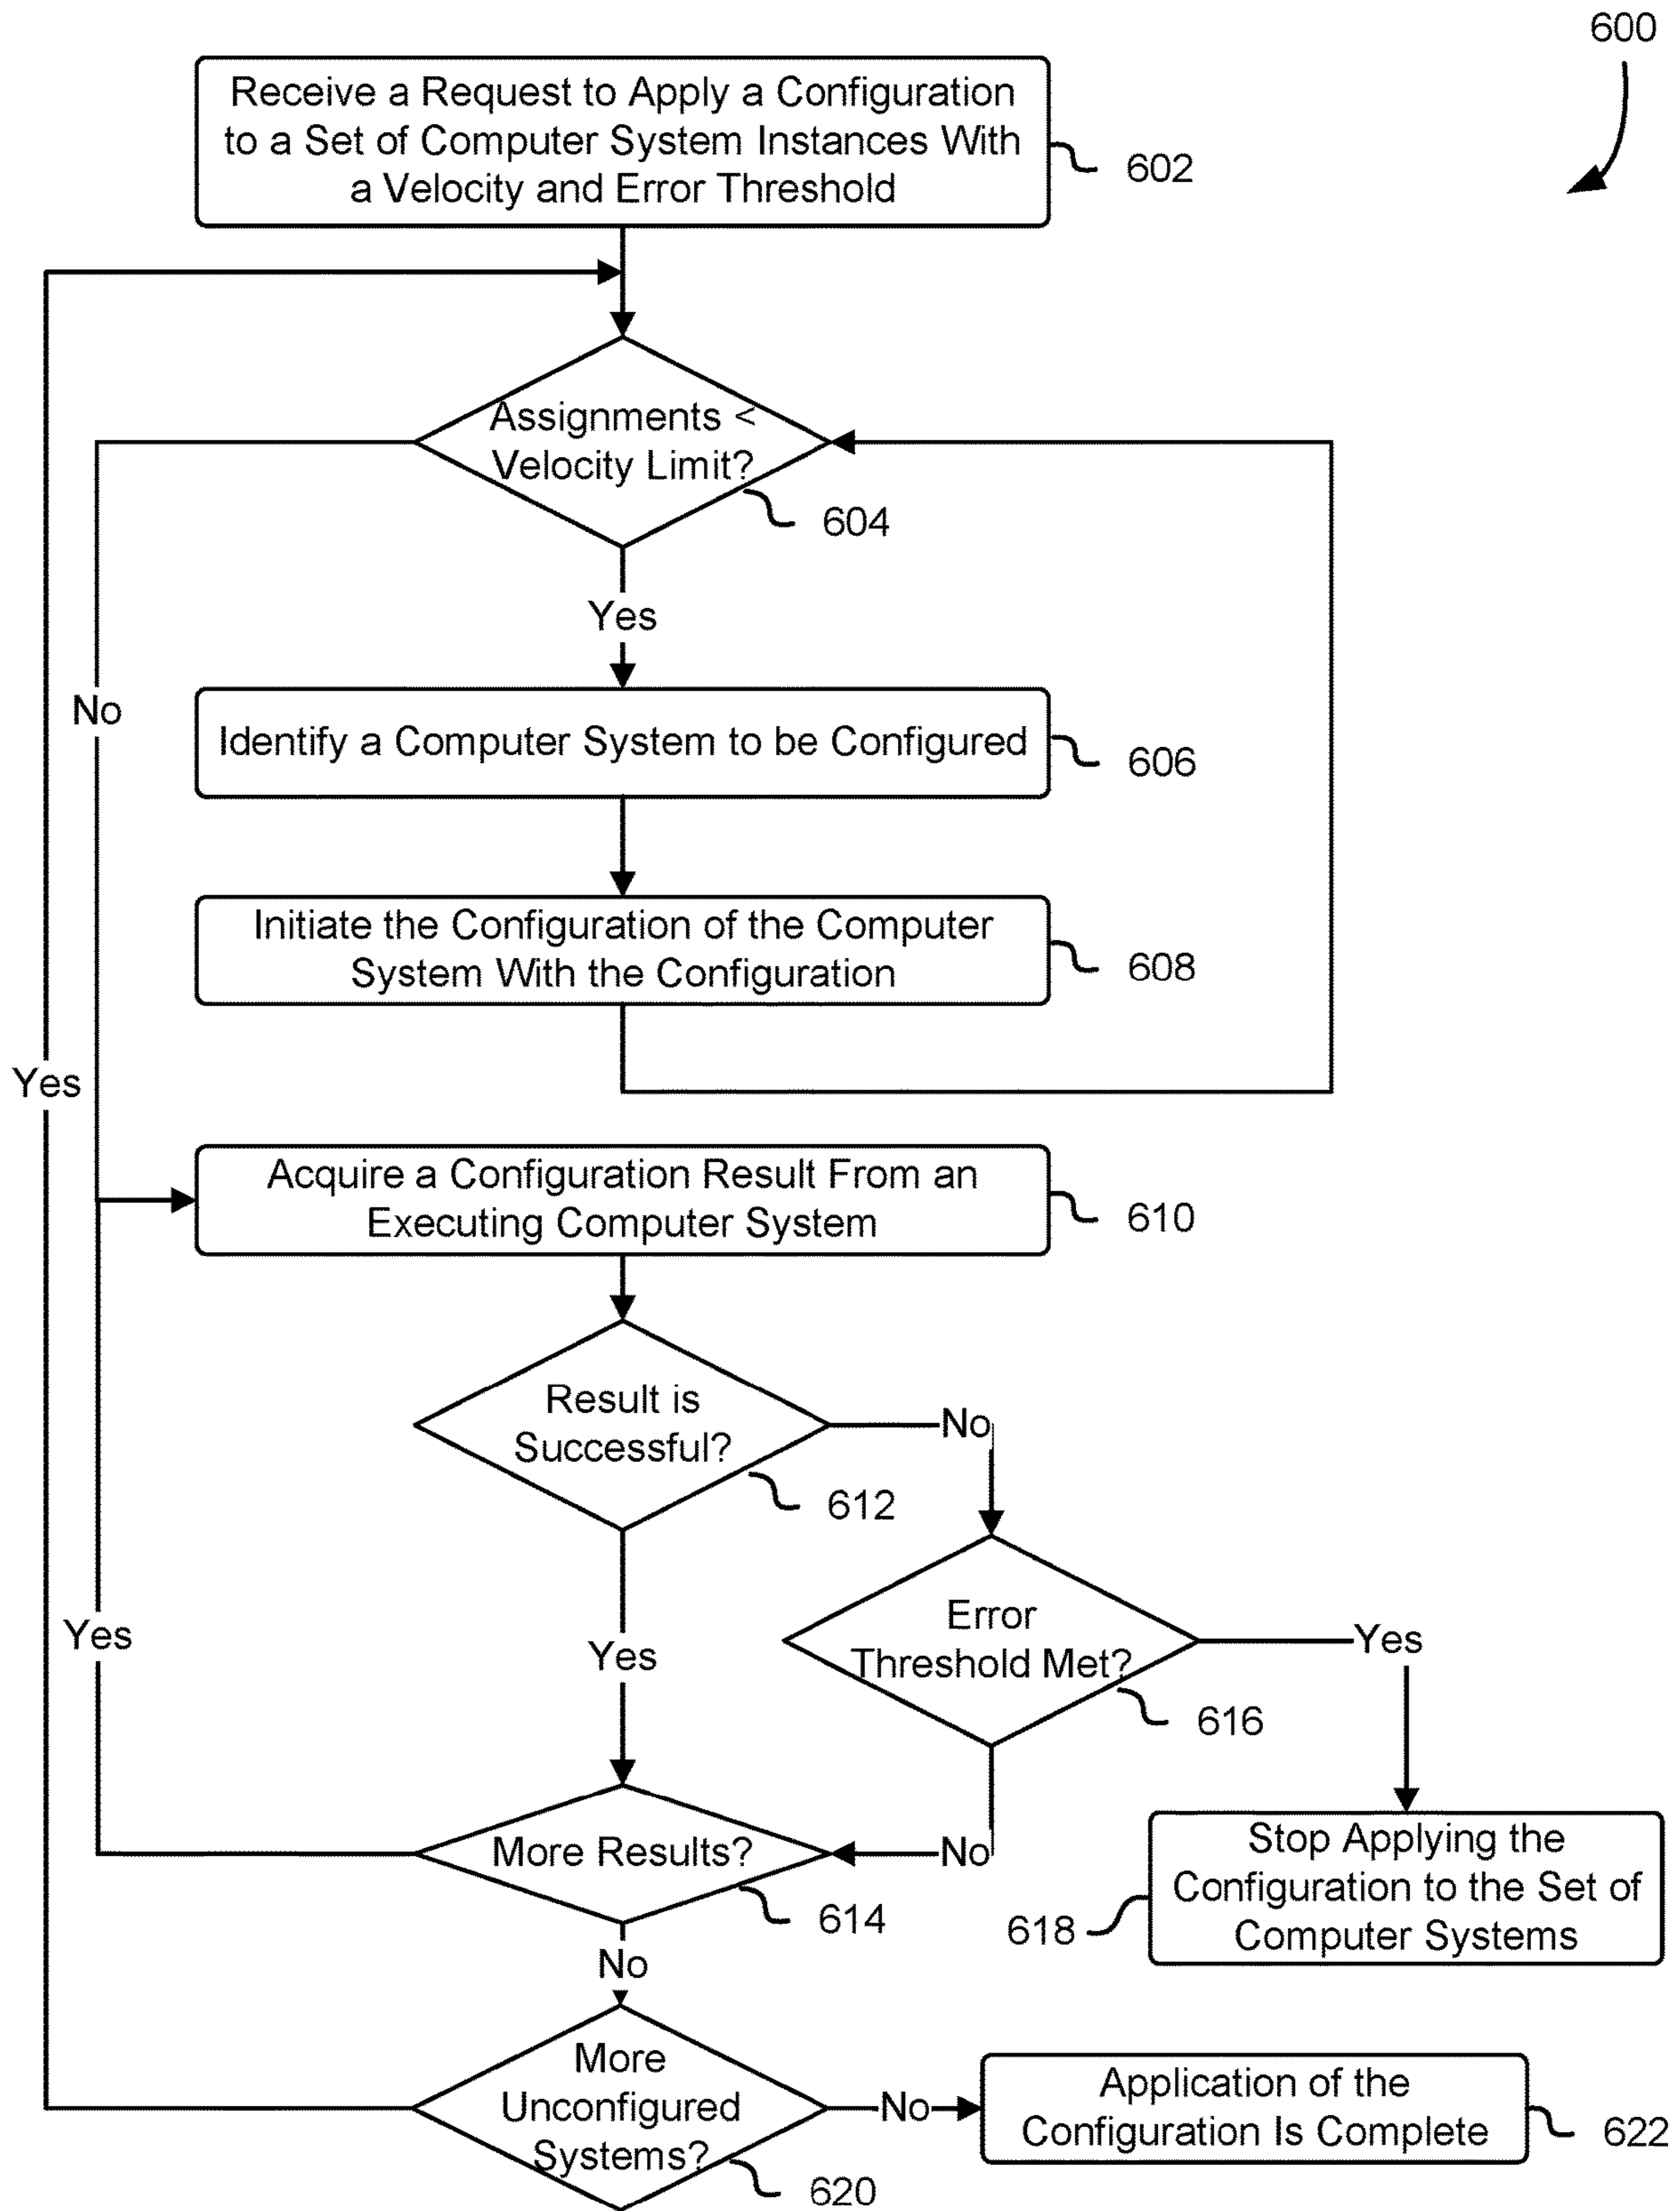 600
Receive a Request to Apply a Configuration
to a Set of Computer System Instances With
a Velocity and Error Threshold
602
Assignments <
Velocity Limit?
604
Yes
No
Identify a Computer System to be Configured
606
Initiate the Configuration of the Computer
System With the Configuration
608
Yes
Acquire a Configuration Result From an
Executing Computer System
610
Result is
Successful?
612
No
Yes
Yes
Error
Threshold Met?
616
Yes
More Results?
614
No
Stop Applying the
Configuration to the Set of
Computer Systems
618
No
More
Unconfigured
Systems?
620
No
Application of the
Configuration Is Complete
622